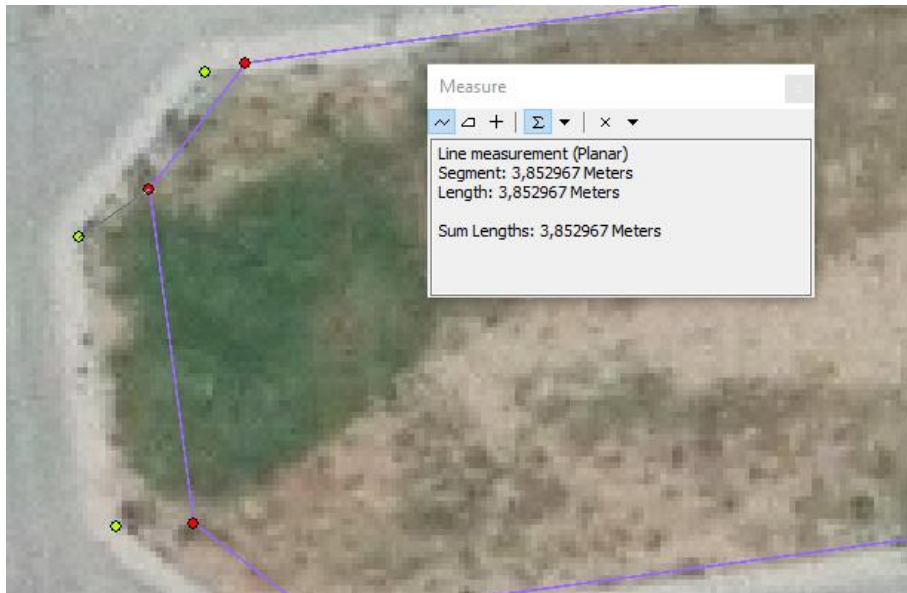 Measure
Σ
Line measurement (Planar)
Segment: 3,852967 Meters
Length: 3,852967 Meters
Sum Lengths: 3,852967 Meters